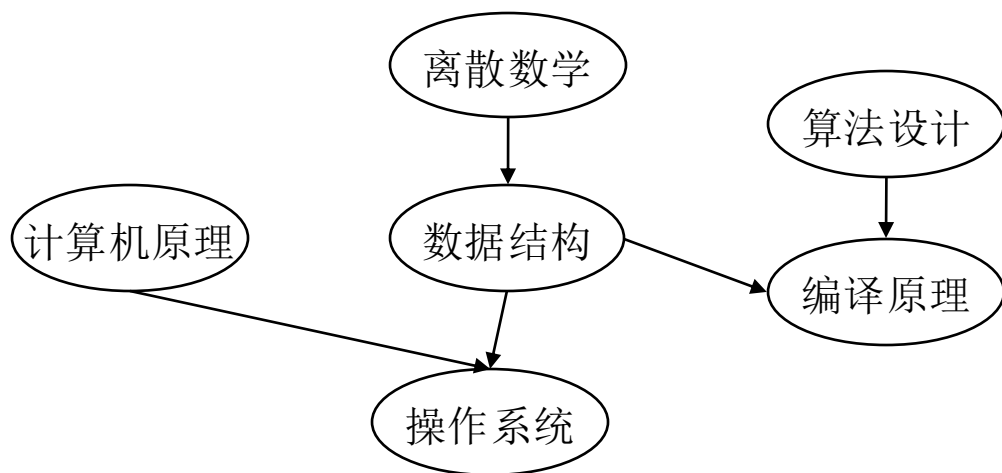 离散数学
算法设计
计算机原理
数据结构
编译原理
操作系统